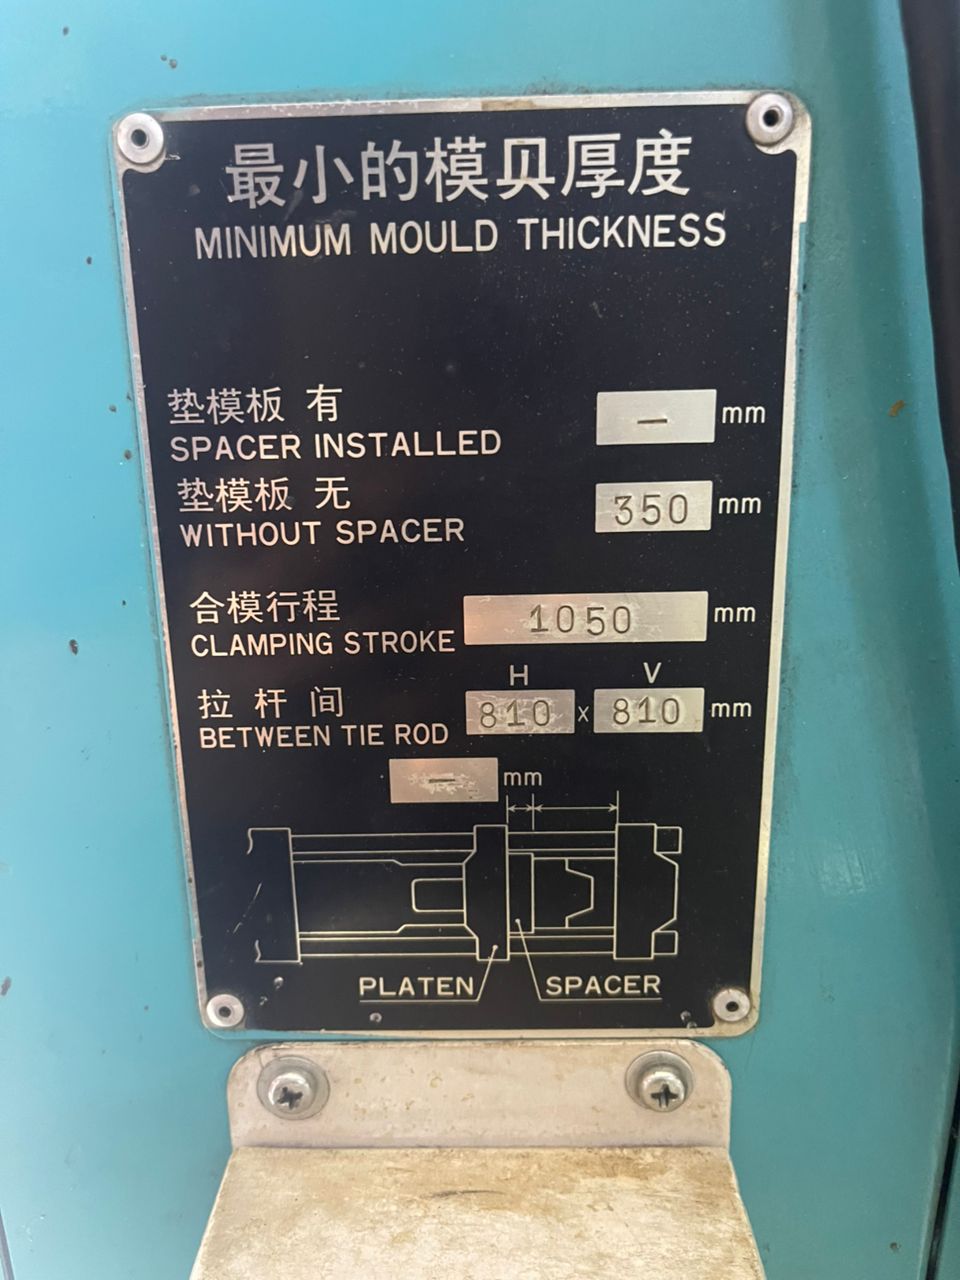 最小的模贝厚度
MINIMUM MOULD THICKNESS
垫模板 有
SPACER INSTALLED – mm
垫模板 无
WITHOUT SPACER 350 mm
合模行程
CLAMPING STROKE 1050 mm
H V
拉 杆 间
BETWEEN TIE ROD 810 x 810 mm
– mm
PLATEN SPACER